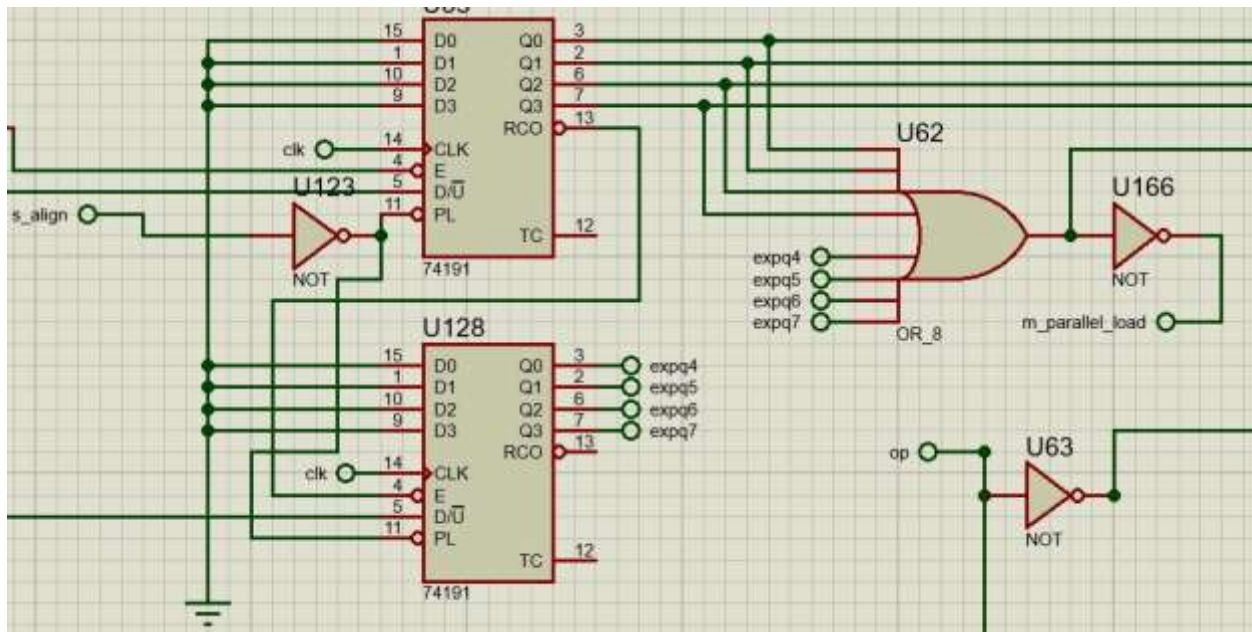 15 D0 Q0 3
1 D1 Q1 2
10 D2 Q2 6
9 D3 Q3 7
RCO 13
clk 14 CLK
4 E
5 D/U
s_align 11 PL
TC 12
74191
U123
NOT
U62
expq4
expq5
expq6
expq7
OR_8
U166
NOT
m_parallel_load
U128
15 D0 Q0 3 expq4
1 D1 Q1 2 expq5
10 D2 Q2 6 expq6
9 D3 Q3 7 expq7
RCO 13
clk 14 CLK
4 E
5 D/U
11 PL
TC 12
74191
op
U63
NOT